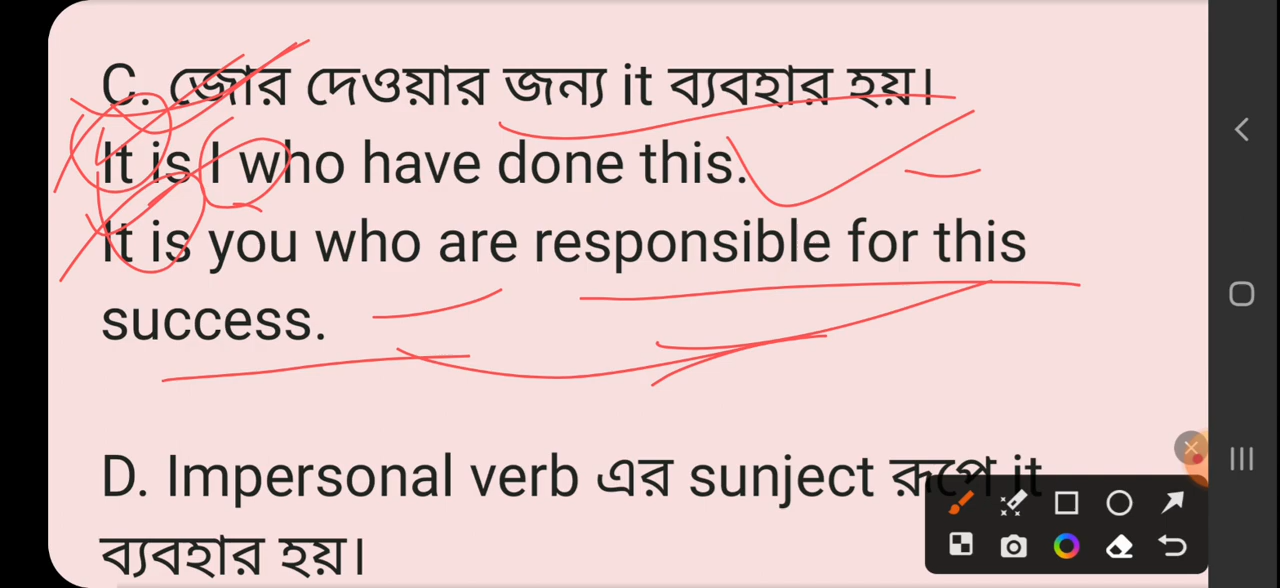 C. জোর দেওয়ার জন্য it ব্যবহার হয়।
It is I who have done this.
It is you who are responsible for this
success.
D. Impersonal verb এর sunject রূপে it
ব্যবহার হয়।